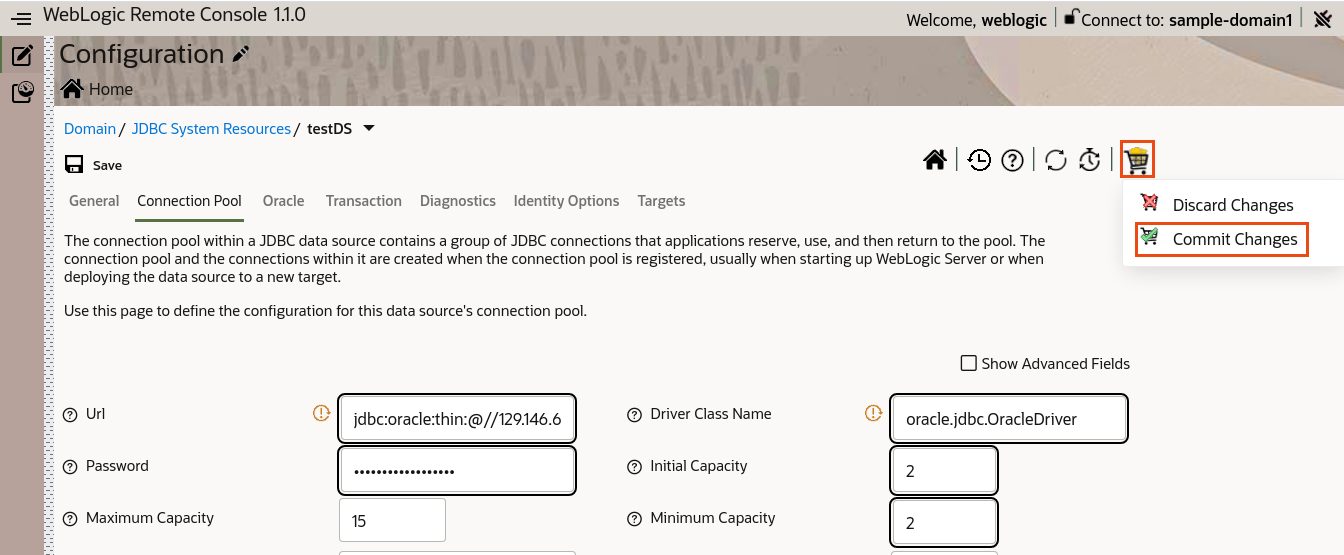 WebLogic Remote Console 1.1.0
Welcome, weblogic
Connect to: sample-domain1
Configuration
Home
Domain / JDBC System Resources / testDS
Save
Discard Changes
Commit Changes
General Connection Pool Oracle Transaction Diagnostics Identity Options Targets
The connection pool within a JDBC data source contains a group of JDBC connections that applications reserve, use, and then return to the pool. The
connection pool and the connections within it are created when the connection pool is registered, usually when starting up WebLogic Server or when
deploying the data source to a new target.
Use this page to define the configuration for this data source's connection pool.
Show Advanced Fields
Url jdbc:oracle:thin:@//129.146.6 Driver Class Name oracle.jdbc.OracleDriver
Password •••••••••••••••••• Initial Capacity 2
Maximum Capacity 15 Minimum Capacity 2